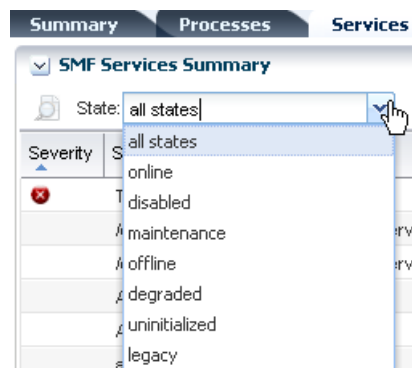 Summary Processes Services
SMF Services Summary
State: all states
Severity S
all states
online
disabled
maintenance
offline
degraded
uninitialized
legacy